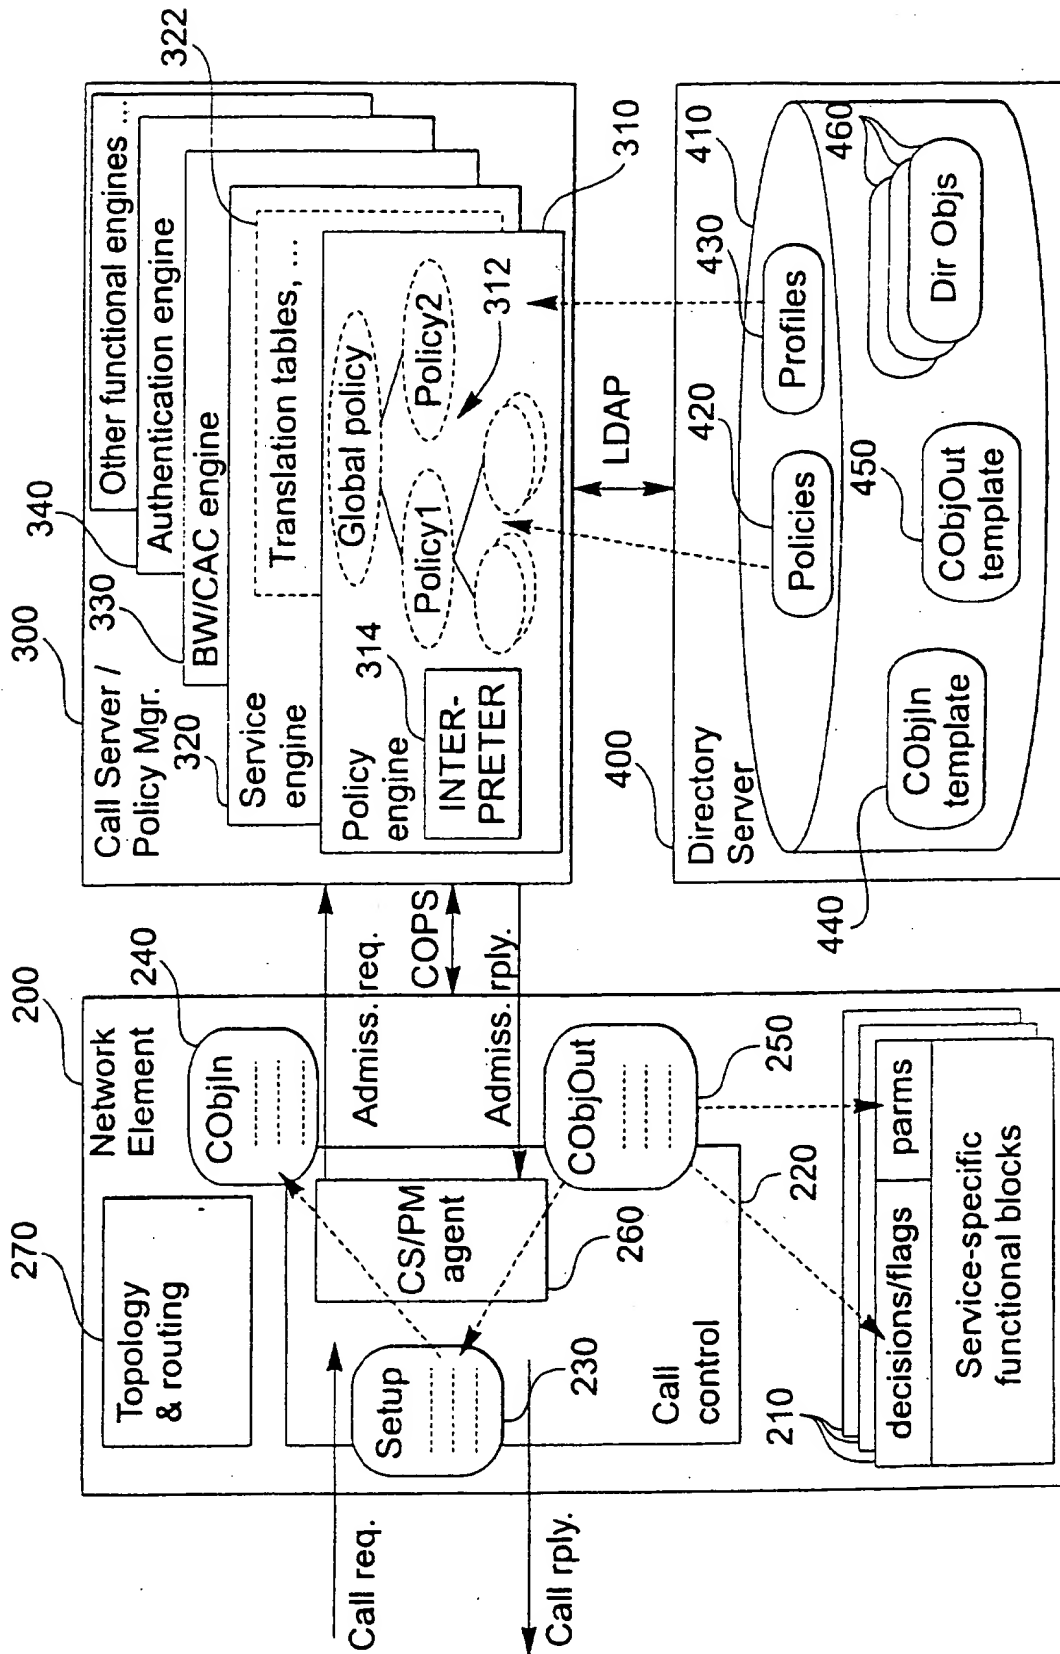 Call req.
Call rply.
200
Network
Element
270
Topology
& routing
240
CObjIn
Setup
230
CS/PM
agent
260
Call
control
220
CObjOut
250
210
decisions/flags
parms
Service-specific
functional blocks
Admiss. req.
COPS
Admiss. rply.
300
Call Server /
Policy Mgr.
320
Service
engine
330
BW/CAC engine
340
Authentication engine
Other functional engines ...
322
Translation tables, ...
Policy
engine
314
INTER-
PRETER
Global policy
Policy1
Policy2
312
310
LDAP
400
Directory
Server
420
Policies
430
Profiles
410
440
CObjIn
template
450
CObjOut
template
460
Dir Objs